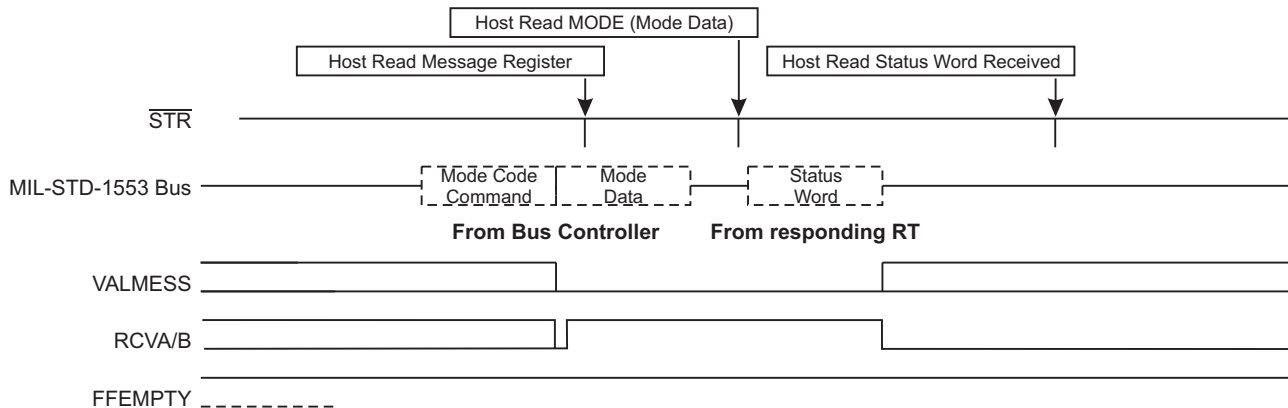 Host Read MODE (Mode Data)
Host Read Message Register
Host Read Status Word Received
STR
MIL-STD-1553 Bus
Mode Code
Command
Mode
Data
Status
Word
From Bus Controller
From responding RT
VALMESS
RCVA/B
FFEMPTY